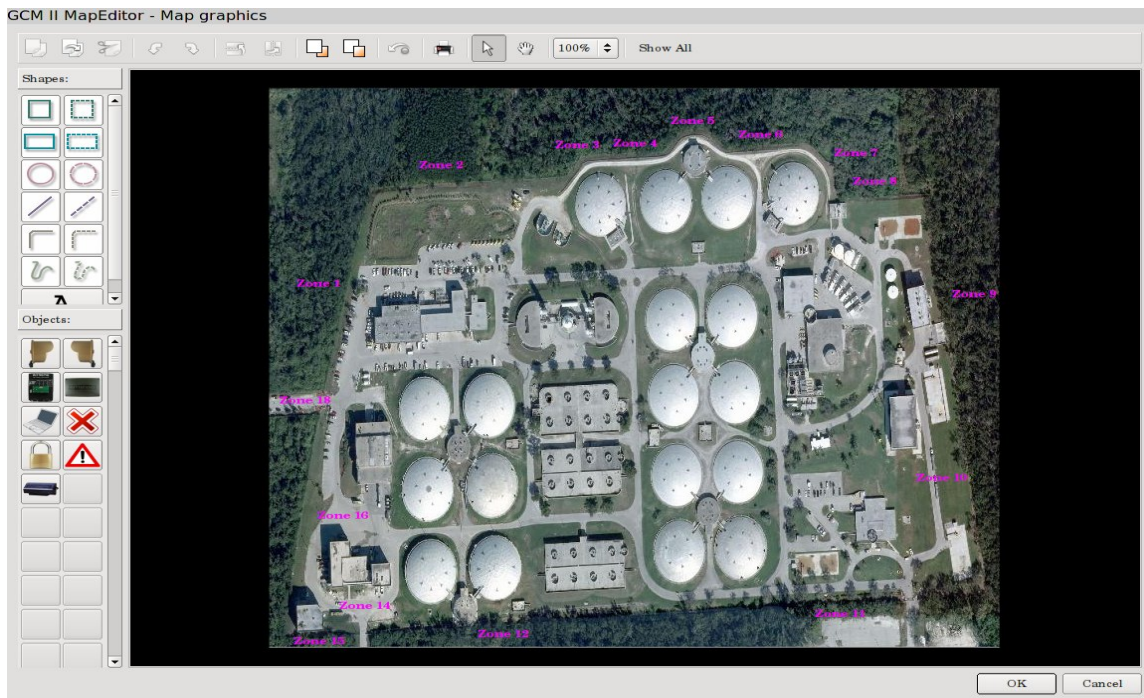 GCM II MapEditor - Map graphics
100%
Show All
Shapes:
Zone 5
Zone 6
Zone 3
Zone 4
Zone 7
Zone 2
Zone 8
Zone 1
Zone 9
A
Objects:
Zone 18
Zone 10
Zone 16
Zone 14
Zone 11
Zone 12
Zone 15
OK
Cancel